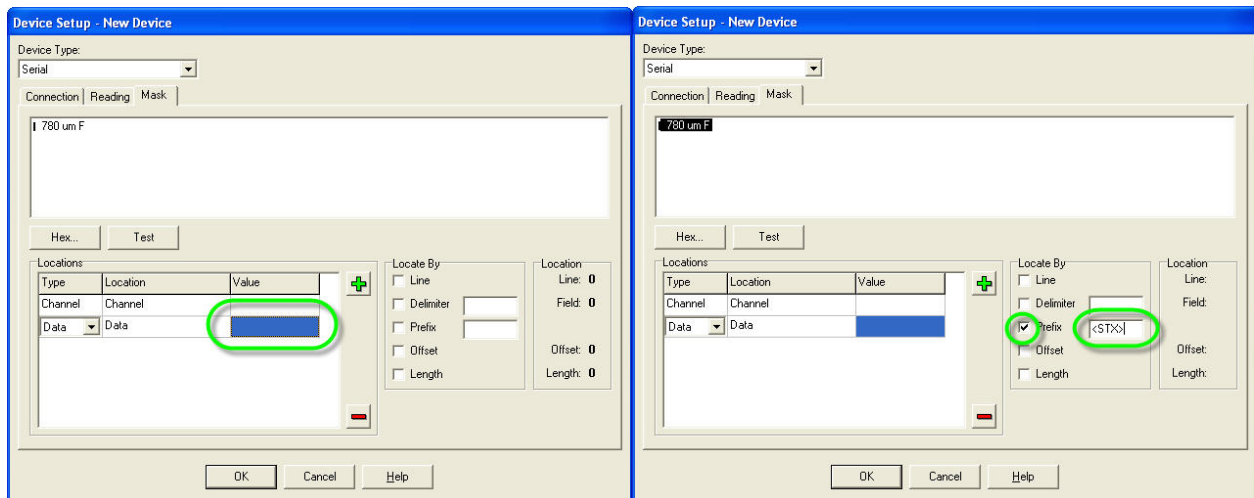 Device Setup - New Device
Device Type:
Serial
Connection Reading Mask
780 um F
Hex... Test
Locations
Type Location Value
Channel Channel
Data Data
Locate By
Line
Delimiter
Prefix
Offset
Length
Location
Line: 0
Field: 0
Offset: 0
Length: 0
OK Cancel Help
Device Setup - New Device
Device Type:
Serial
Connection Reading Mask
780 um F
Hex... Test
Locations
Type Location Value
Channel Channel
Data Data
Locate By
Line
Delimiter
Prefix <STX>
Offset
Length
Location
Line:
Field:
Offset:
Length:
OK Cancel Help